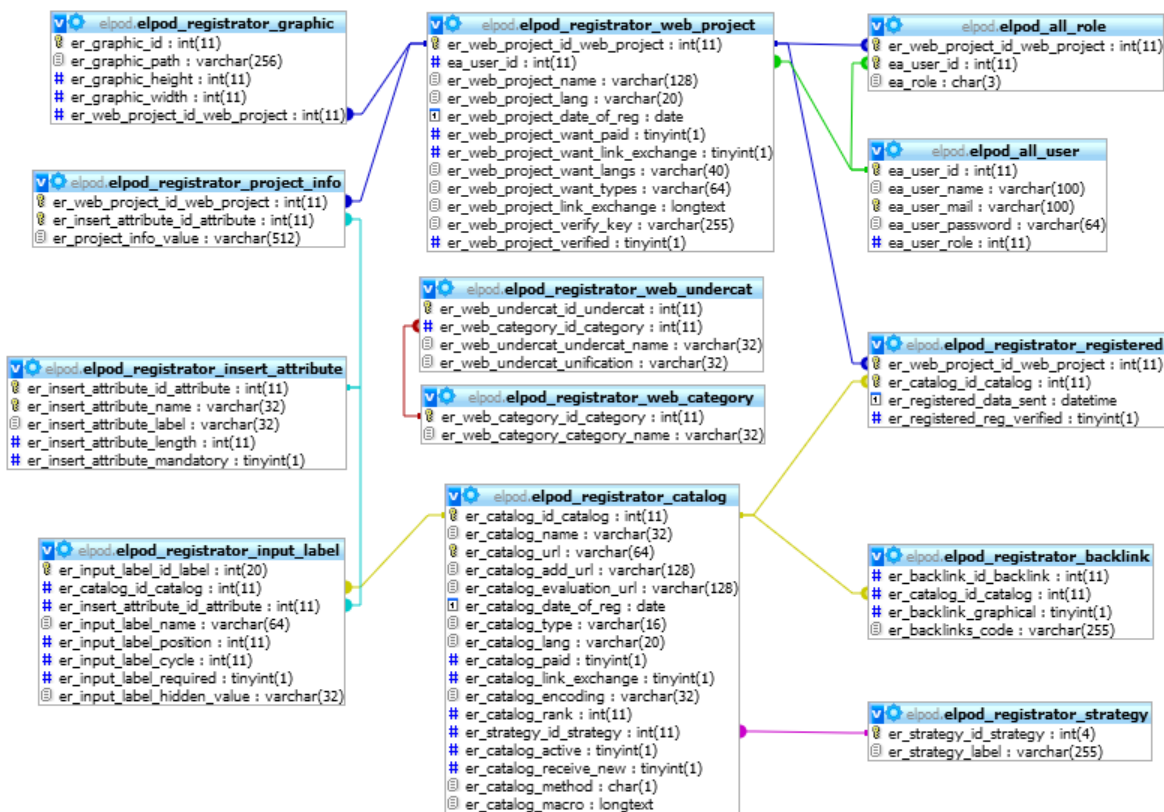 elpod.elpod_registrator_graphic
er_graphic_id : int(11)
er_graphic_path : varchar(256)
er_graphic_height : int(11)
er_graphic_width : int(11)
er_web_project_id_web_project : int(11)
elpod.elpod_registrator_project_info
er_web_project_id_web_project : int(11)
er_insert_attribute_id_attribute : int(11)
er_project_info_value : varchar(512)
elpod.elpod_registrator_insert_attribute
er_insert_attribute_id_attribute : int(11)
er_insert_attribute_name : varchar(32)
er_insert_attribute_label : varchar(32)
er_insert_attribute_length : int(11)
er_insert_attribute_mandatory : tinyint(1)
elpod.elpod_registrator_input_label
er_input_label_id_label : int(20)
er_catalog_id_catalog : int(11)
er_insert_attribute_id_attribute : int(11)
er_input_label_name : varchar(64)
er_input_label_position : int(11)
er_input_label_cycle : int(11)
er_input_label_required : tinyint(1)
er_input_label_hidden_value : varchar(32)
elpod.elpod_registrator_web_project
er_web_project_id_web_project : int(11)
ea_user_id : int(11)
er_web_project_name : varchar(128)
er_web_project_lang : varchar(20)
er_web_project_date_of_reg : date
er_web_project_want_paid : tinyint(1)
er_web_project_want_link_exchange : tinyint(1)
er_web_project_want_langs : varchar(40)
er_web_project_want_types : varchar(64)
er_web_project_link_exchange : longtext
er_web_project_verify_key : varchar(255)
er_web_project_verified : tinyint(1)
elpod.elpod_registrator_web_undercat
er_web_undercat_id_undercat : int(11)
er_web_category_id_category : int(11)
er_web_undercat_undercat_name : varchar(32)
er_web_undercat_unification : varchar(32)
elpod.elpod_registrator_web_category
er_web_category_id_category : int(11)
er_web_category_category_name : varchar(32)
elpod.elpod_registrator_catalog
er_catalog_id_catalog : int(11)
er_catalog_name : varchar(32)
er_catalog_url : varchar(64)
er_catalog_add_url : varchar(128)
er_catalog_evaluation_url : varchar(128)
er_catalog_date_of_reg : date
er_catalog_type : varchar(16)
er_catalog_lang : varchar(20)
er_catalog_paid : tinyint(1)
er_catalog_link_exchange : tinyint(1)
er_catalog_encoding : varchar(32)
er_catalog_rank : int(11)
er_strategy_id_strategy : int(11)
er_catalog_active : tinyint(1)
er_catalog_receive_new : tinyint(1)
er_catalog_method : char(1)
er_catalog_macro : longtext
elpod.elpod_all_role
er_web_project_id_web_project : int(11)
ea_user_id : int(11)
ea_role : char(3)
elpod.elpod_all_user
ea_user_id : int(11)
ea_user_name : varchar(100)
ea_user_mail : varchar(100)
ea_user_password : varchar(64)
ea_user_role : int(11)
elpod.elpod_registrator_registered
er_web_project_id_web_project : int(11)
er_catalog_id_catalog : int(11)
er_registered_data_sent : datetime
er_registered_reg_verified : tinyint(1)
elpod.elpod_registrator_backlink
er_backlink_id_backlink : int(11)
er_catalog_id_catalog : int(11)
er_backlink_graphical : tinyint(1)
er_backlinks_code : varchar(255)
elpod.elpod_registrator_strategy
er_strategy_id_strategy : int(4)
er_strategy_label : varchar(255)